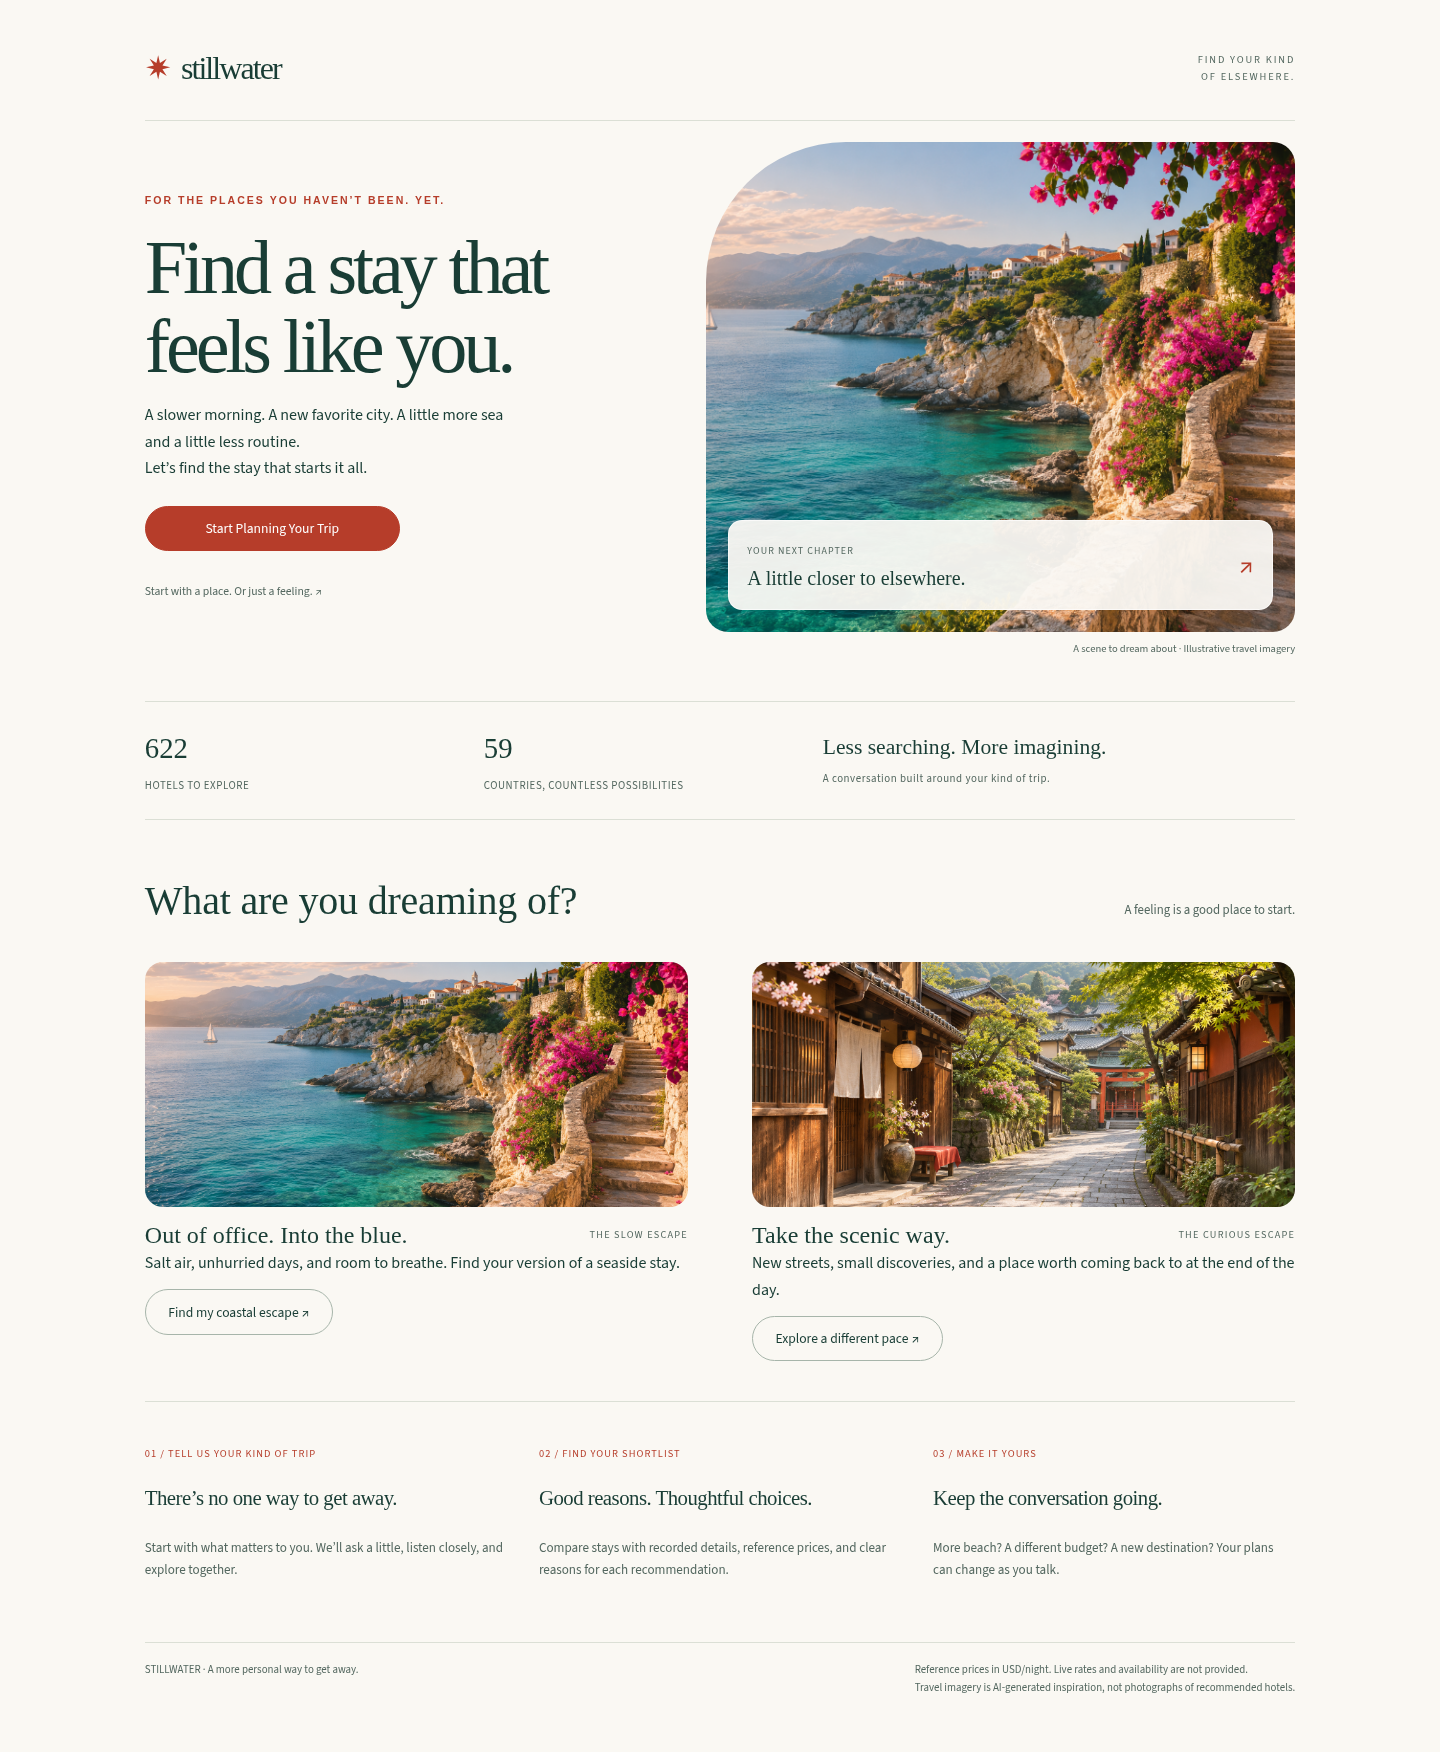 stillwater
FIND YOUR KIND
OF ELSEWHERE.
FOR THE PLACES YOU HAVEN'T BEEN. YET.
Find a stay that
feels like you.
A slower morning. A new favorite city. A little more sea
and a little less routine.
Let’s find the stay that starts it all.
Start Planning Your Trip
Start with a place. Or just a feeling. ↗
YOUR NEXT CHAPTER
A little closer to elsewhere.
A scene to dream about · Illustrative travel imagery
622
HOTELS TO EXPLORE
59
COUNTRIES, COUNTLESS POSSIBILITIES
Less searching. More imagining.
A conversation built around your kind of trip.
What are you dreaming of?
A feeling is a good place to start.
Out of office. Into the blue.
THE SLOW ESCAPE
Salt air, unhurried days, and room to breathe. Find your version of a seaside stay.
Find my coastal escape ↗
Take the scenic way.
THE CURIOUS ESCAPE
New streets, small discoveries, and a place worth coming back to at the end of the
day.
Explore a different pace ↗
01 / TELL US YOUR KIND OF TRIP
There’s no one way to get away.
Start with what matters to you. We’ll ask a little, listen closely, and
explore together.
02 / FIND YOUR SHORTLIST
Good reasons. Thoughtful choices.
Compare stays with recorded details, reference prices, and clear
reasons for each recommendation.
03 / MAKE IT YOURS
Keep the conversation going.
More beach? A different budget? A new destination? Your plans
can change as you talk.
STILLWATER · A more personal way to get away.
Reference prices in USD/night. Live rates and availability are not provided.
Travel imagery is AI-generated inspiration, not photographs of recommended hotels.